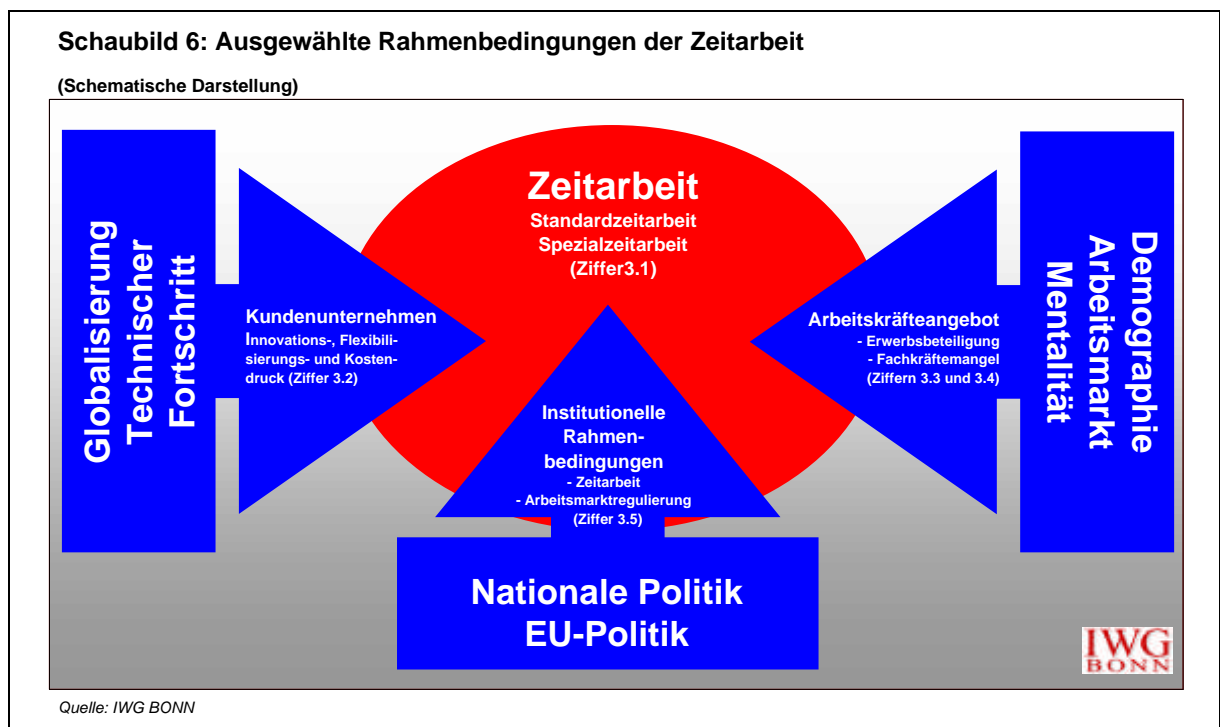 Schaubild 6: Ausgewählte Rahmenbedingungen der Zeitarbeit
(Schematische Darstellung)
Globalisierung
Technischer
Fortschritt
Kundenunternehmen
Innovations-, Flexibili-
sierungs- und Kosten-
druck (Ziffer 3.2)
Zeitarbeit
Standardzeitarbeit
Spezialzeitarbeit
(Ziffer3.1)
Institutionelle
Rahmen-
bedingungen
- Zeitarbeit
- Arbeitsmarktregulierung
(Ziffer 3.5)
Arbeitskräfteangebot
- Erwerbsbeteiligung
- Fachkräftemangel
(Ziffern 3.3 und 3.4)
Demographie
Arbeitsmarkt
Mentalität
Nationale Politik
EU-Politik
IWG
BONN
Quelle: IWG BONN